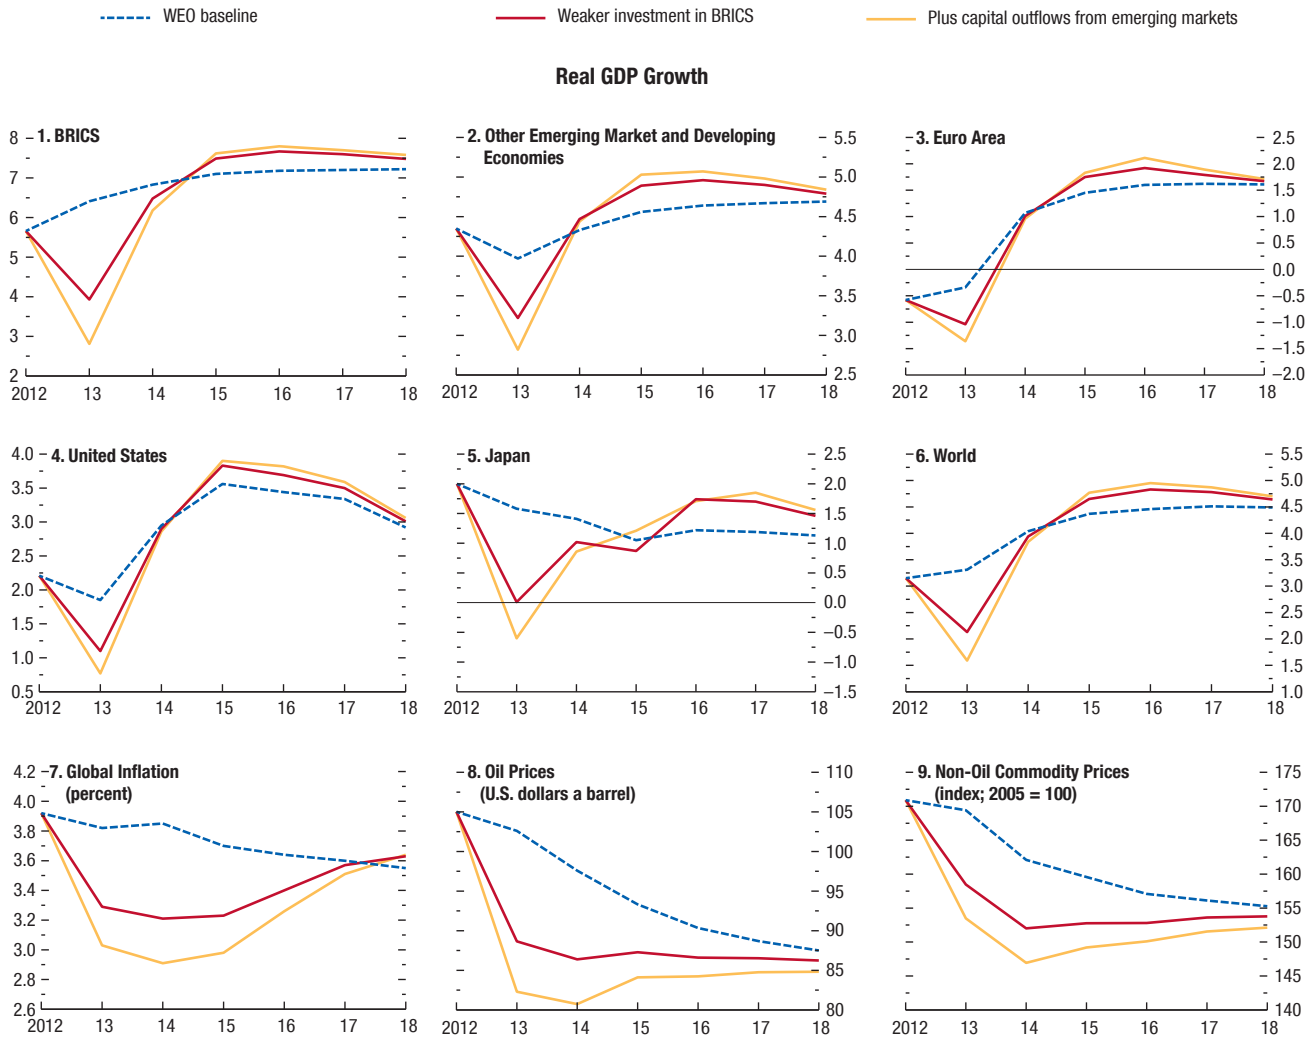 WEO baseline
Weaker investment in BRICS
Plus capital outflows from emerging markets
Real GDP Growth
1. BRICS
8
7
6
5
4
3
2
2012 13 14 15 16 17 18
2. Other Emerging Market and Developing
Economies
5.5
5.0
4.5
4.0
3.5
3.0
2.5
2012 13 14 15 16 17 18
3. Euro Area
2.5
2.0
1.5
1.0
0.5
0.0
–0.5
–1.0
–1.5
–2.0
2012 13 14 15 16 17 18
4. United States
4.0
3.5
3.0
2.5
2.0
1.5
1.0
0.5
2012 13 14 15 16 17 18
5. Japan
2.5
2.0
1.5
1.0
0.5
0.0
–0.5
–1.0
–1.5
2012 13 14 15 16 17 18
6. World
5.5
5.0
4.5
4.0
3.5
3.0
2.5
2.0
1.5
1.0
2012 13 14 15 16 17 18
7. Global Inflation
(percent)
4.2
4.0
3.8
3.6
3.4
3.2
3.0
2.8
2.6
2012 13 14 15 16 17 18
8. Oil Prices
(U.S. dollars a barrel)
110
105
100
95
90
85
80
2012 13 14 15 16 17 18
9. Non-Oil Commodity Prices
(index; 2005 = 100)
175
170
165
160
155
150
145
140
2012 13 14 15 16 17 18